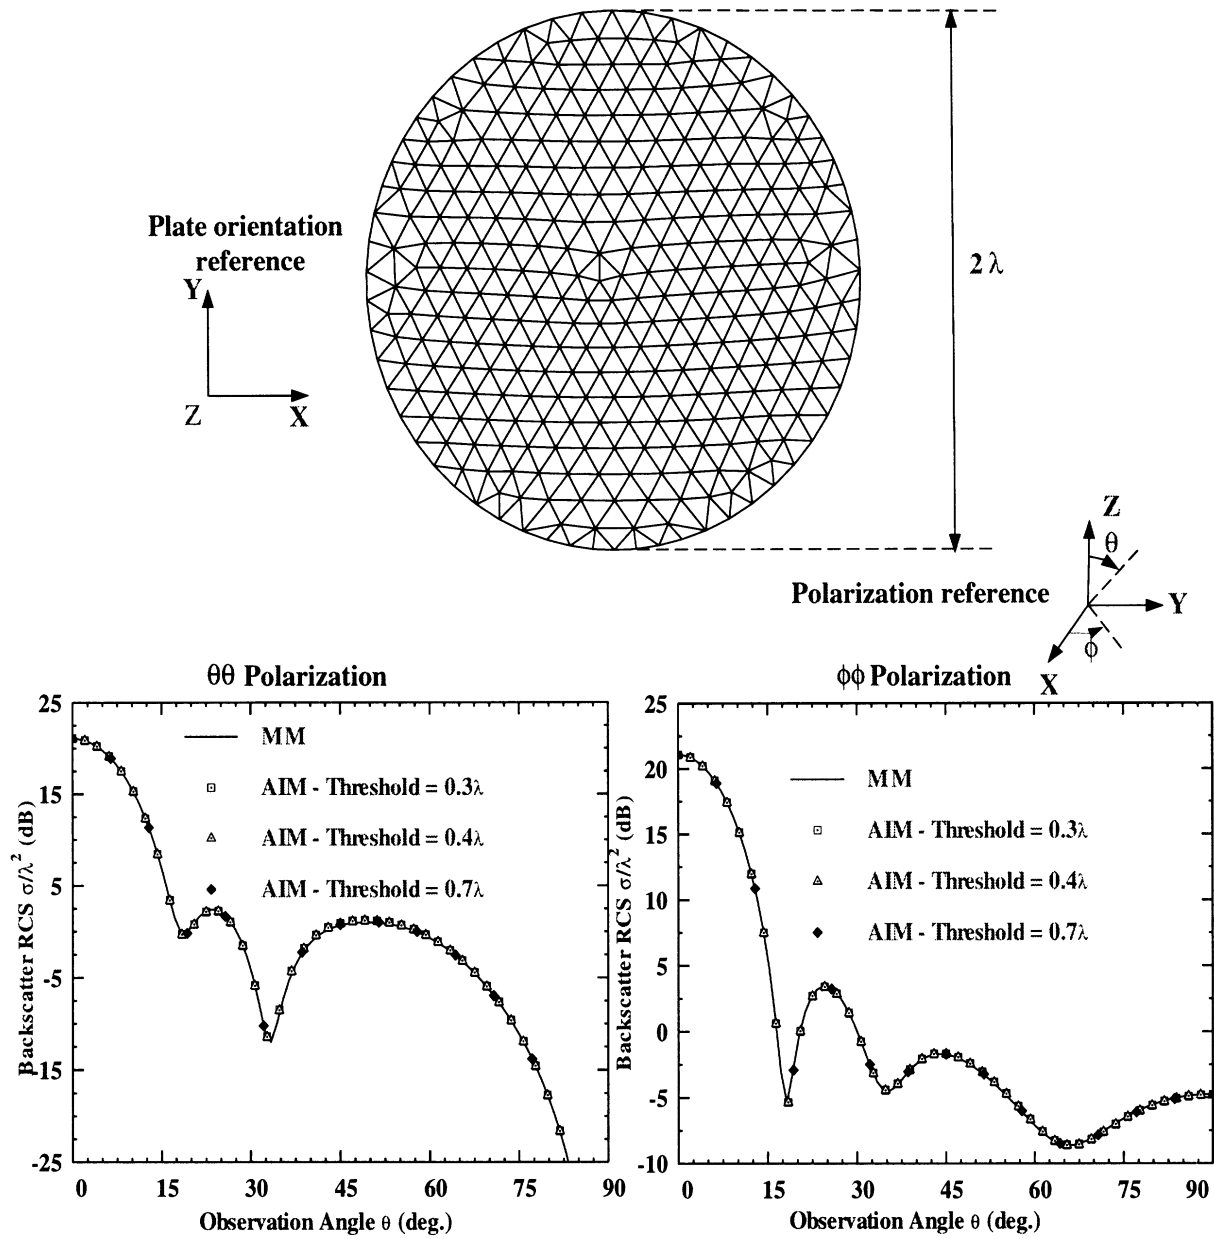 Plate orientation
reference
Y
Z
X
2 λ
Z
θ
Polarization reference
Y
ϕ
X
θθ Polarization
25
15
5
-5
-15
-25
0 15 30 45 60 75 90
Backscatter RCS σ/λ² (dB)
Observation Angle θ (deg.)
MM
AIM - Threshold = 0.3λ
AIM - Threshold = 0.4λ
AIM - Threshold = 0.7λ
ϕϕ Polarization
25
20
15
10
5
0
-5
-10
0 15 30 45 60 75 90
Backscatter RCS σ/λ² (dB)
Observation Angle θ (deg.)
MM
AIM - Threshold = 0.3λ
AIM - Threshold = 0.4λ
AIM - Threshold = 0.7λ